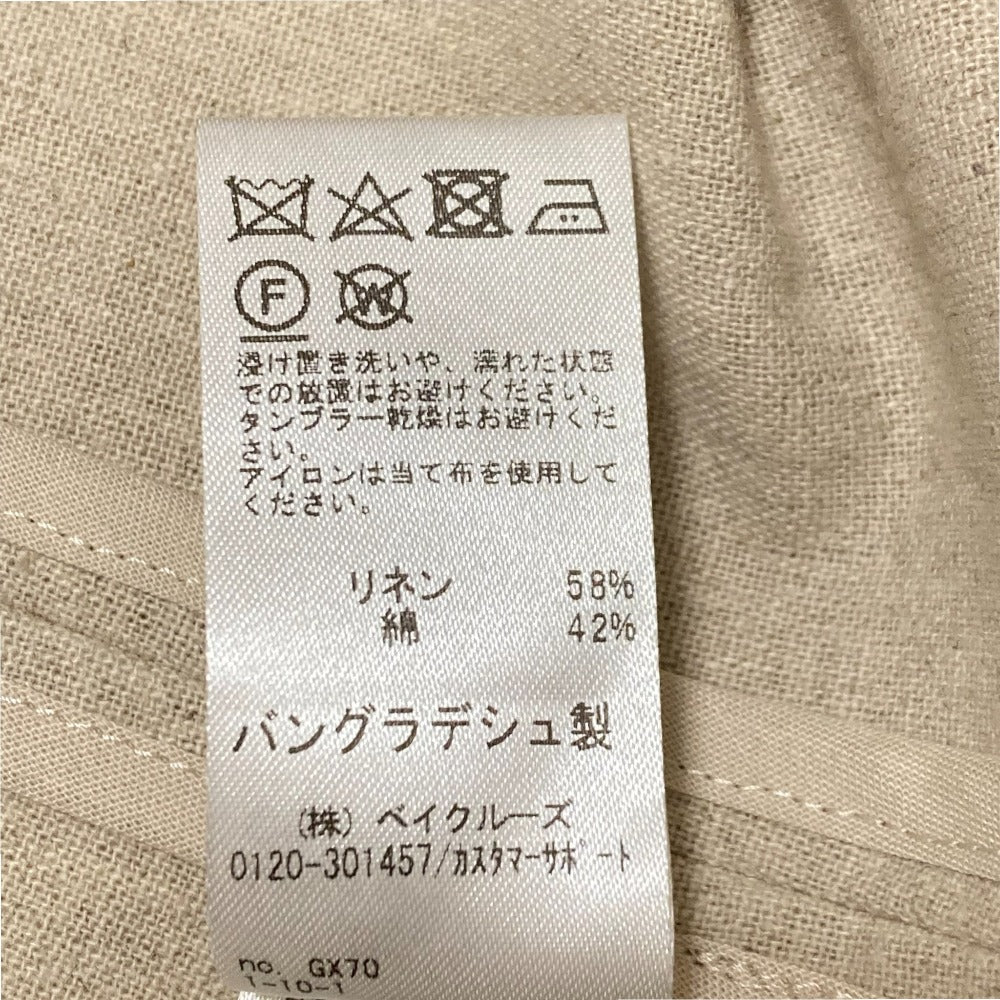 F W
浸け置き洗いや、濡れた状態
での放置はお避けください。
タンブラー乾燥はお避けくだ
さい。
アイロンは当て布を使用して
ください。
リネン 58%
綿 42%
バングラデシュ製
(株) ベイクルーズ
0120-301457/カスタマーサポート
no. GX70
1-10-1